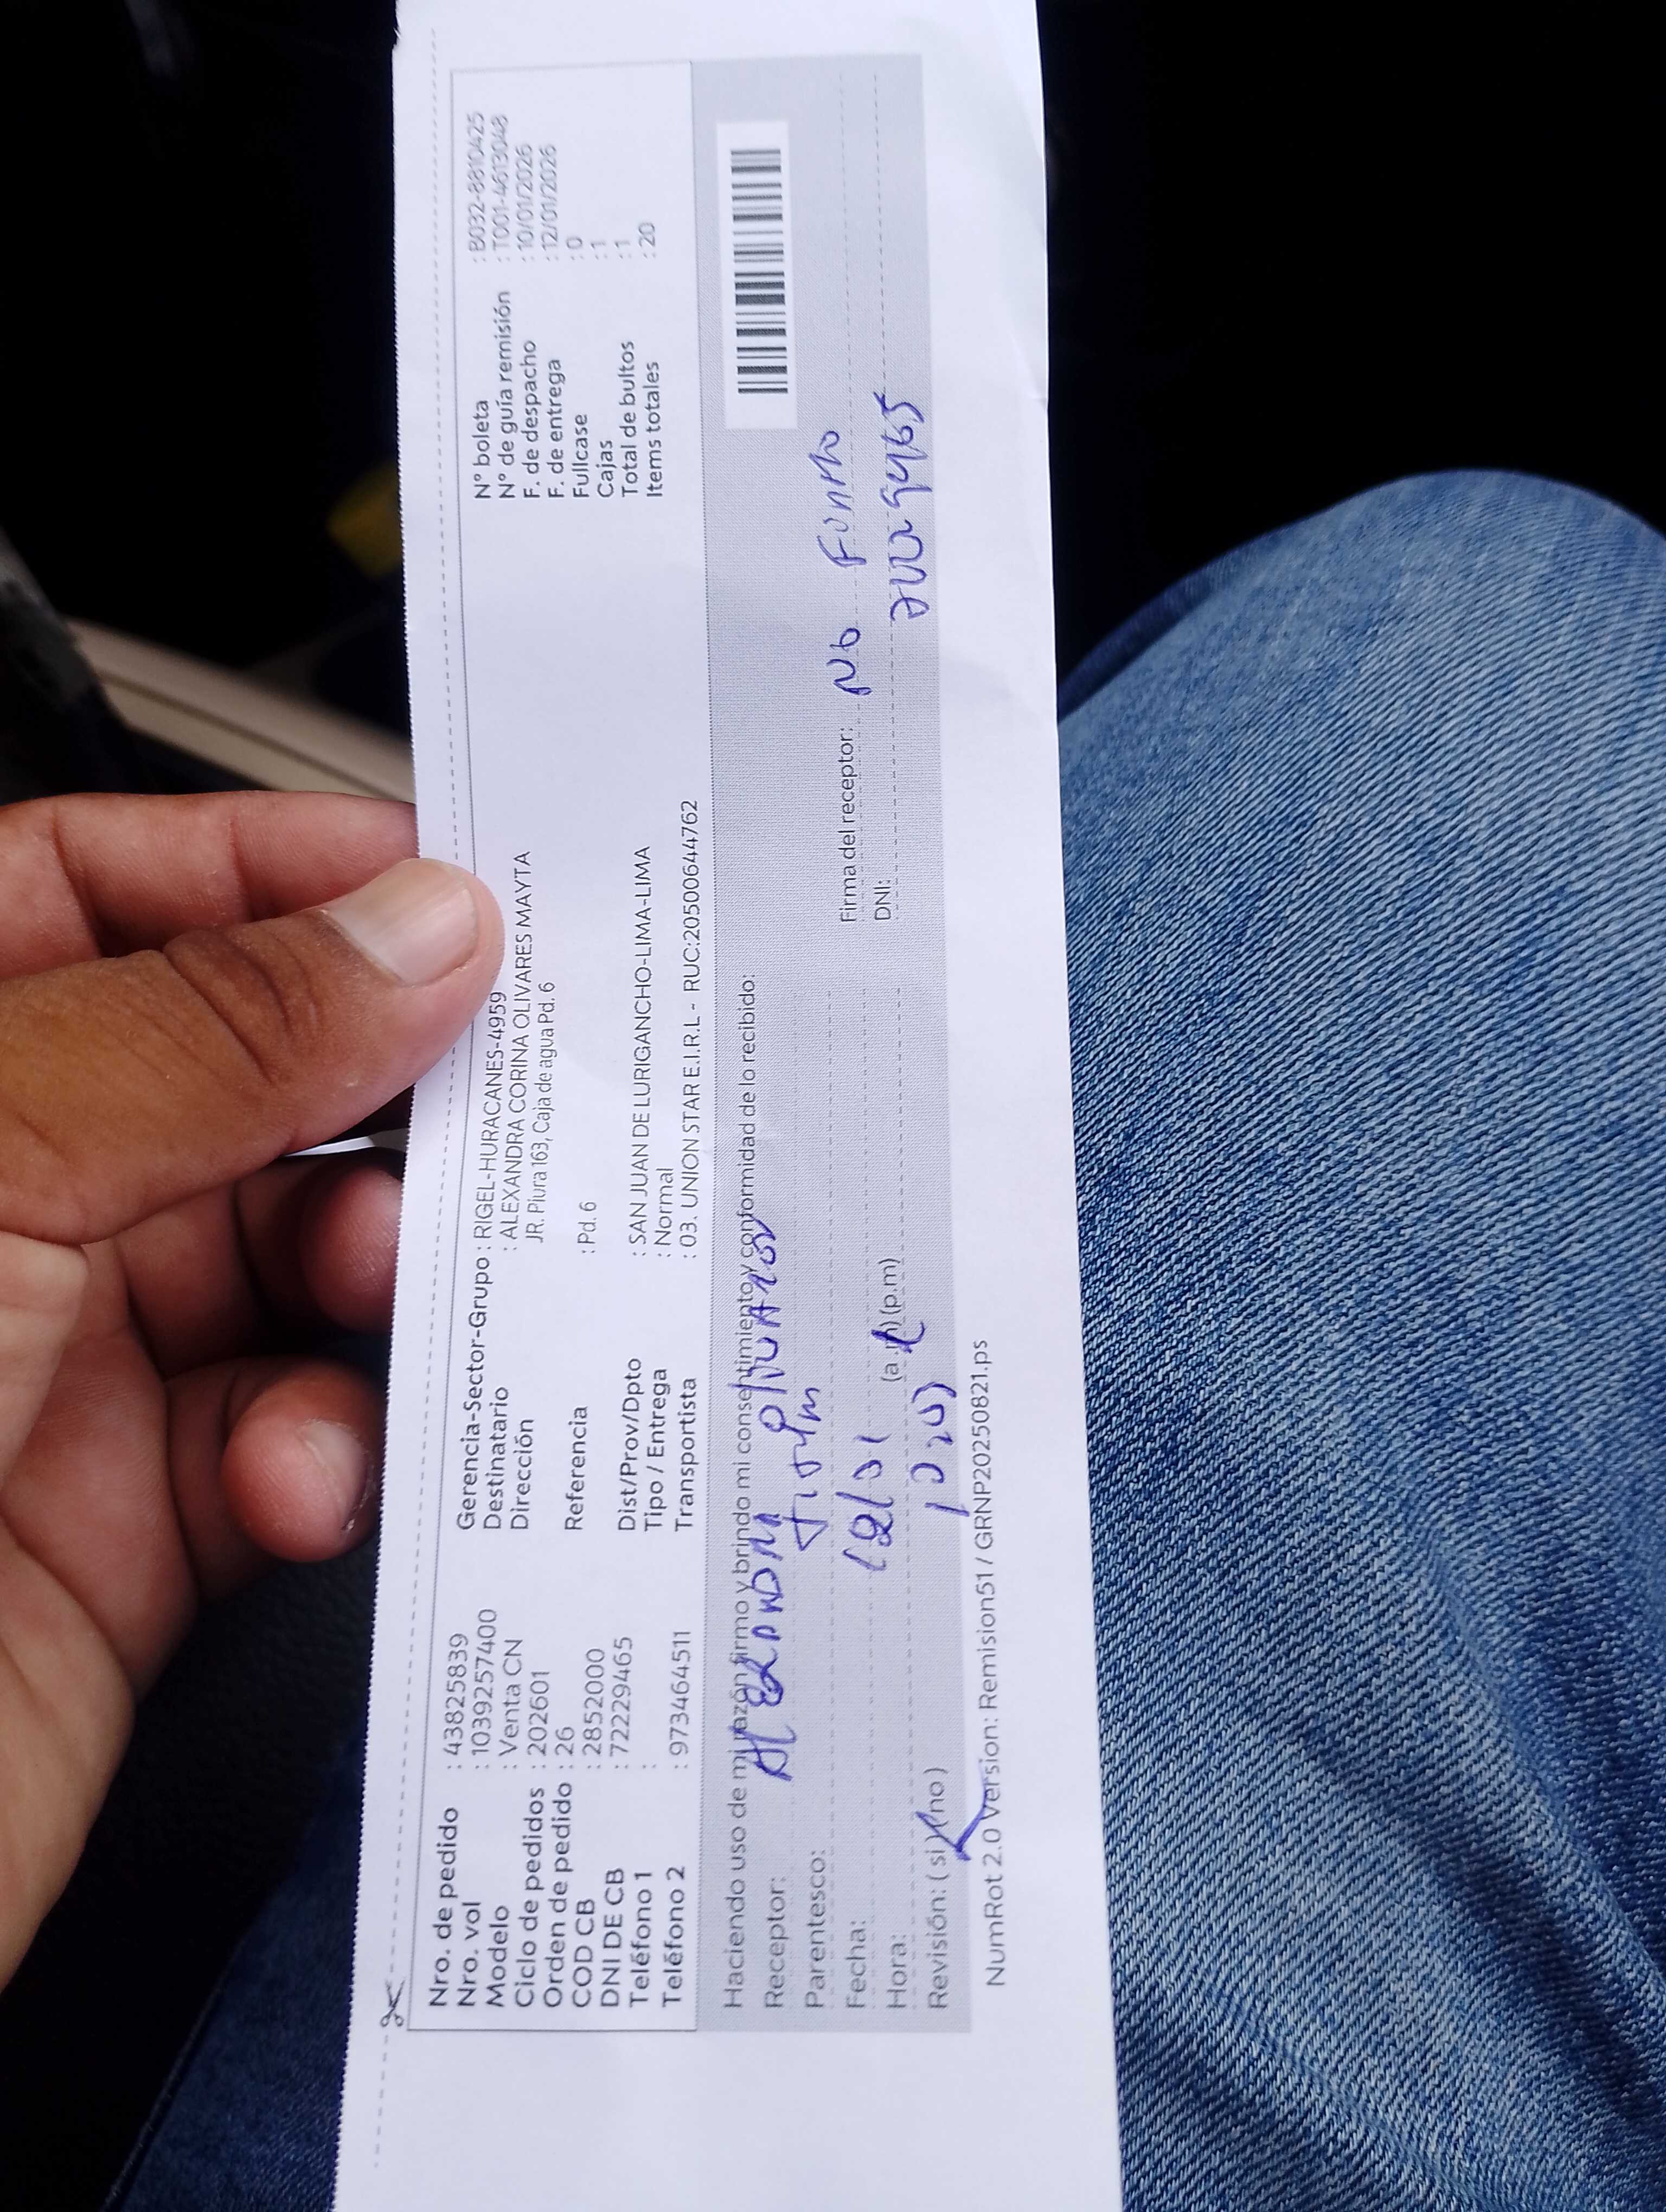 Nro. de pedido : 43825839
Nro. vol : 1039257400
Modelo : Venta CN
Ciclo de pedidos : 202601
Orden de pedido : 26
COD CB : 2852000
DNI DE CB : 72229465
Teléfono 1 :
Teléfono 2 : 973464511
Gerencia-Sector-Grupo : RIGEL-HURACANES-4959
Destinatario : ALEXANDRA CORINA OLIVARES MAYTA
Dirección JR. Piura 163, Caja de agua Pd. 6
Referencia : Pd. 6
Dist/Prov/Dpto : SAN JUAN DE LURIGANCHO-LIMA-LIMA
Tipo / Entrega : Normal
Transportista : 03. UNION STAR E.I.R.L - RUC:20500644762
N° boleta : B032-8810425
N° de guía remisión : T001-4613048
F. de despacho : 10/01/2026
F. de entrega : 12/01/2026
Fullcase : 0
Cajas : 1
Total de bultos : 1
Items totales : 20
Haciendo uso de mi razón firmo y brindo mi consentimiento y conformidad de lo recibido:
Receptor: Olivares
Parentesco:
Fecha:
Hora: (a.m) (p.m)
Revisión: ( si ) ( no )
Firma del receptor: No
DNI: 72229465
NumRot 2.0 Version: Remision51 / GRNP20250821.ps